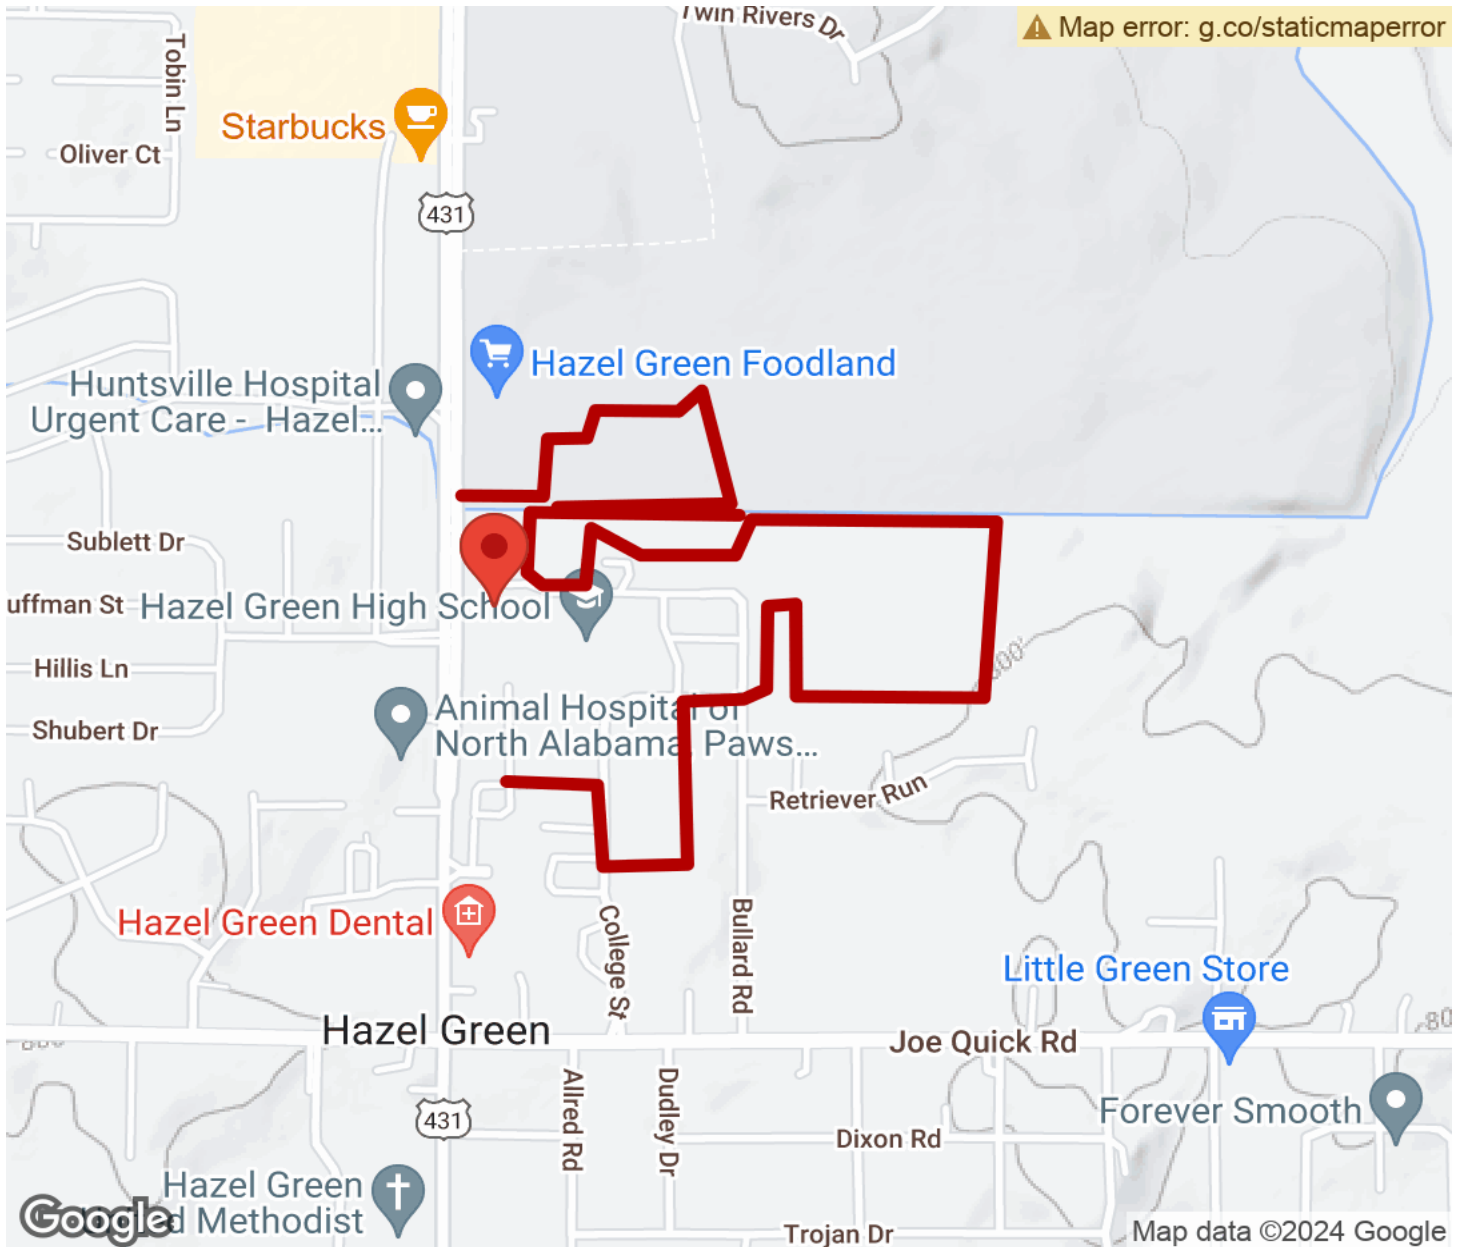 Twin Rivers Dr
Map error: g.co/staticmaperror
Tobin Ln
Starbucks
Oliver Ct
431
Hazel Green Foodland
Huntsville Hospital
Urgent Care - Hazel...
Sublett Dr
uffman St
Hazel Green High School
Hillis Ln
800'
Shubert Dr
Animal Hospital of
North Alabama, Paws...
Retriever Run
Hazel Green Dental
College St
Bullard Rd
Little Green Store
Hazel Green
Joe Quick Rd
800
80
Allred Rd
Dudley Dr
431
Dixon Rd
Forever Smooth
Hazel Green
Methodist
Google
Trojan Dr
Map data ©2024 Google